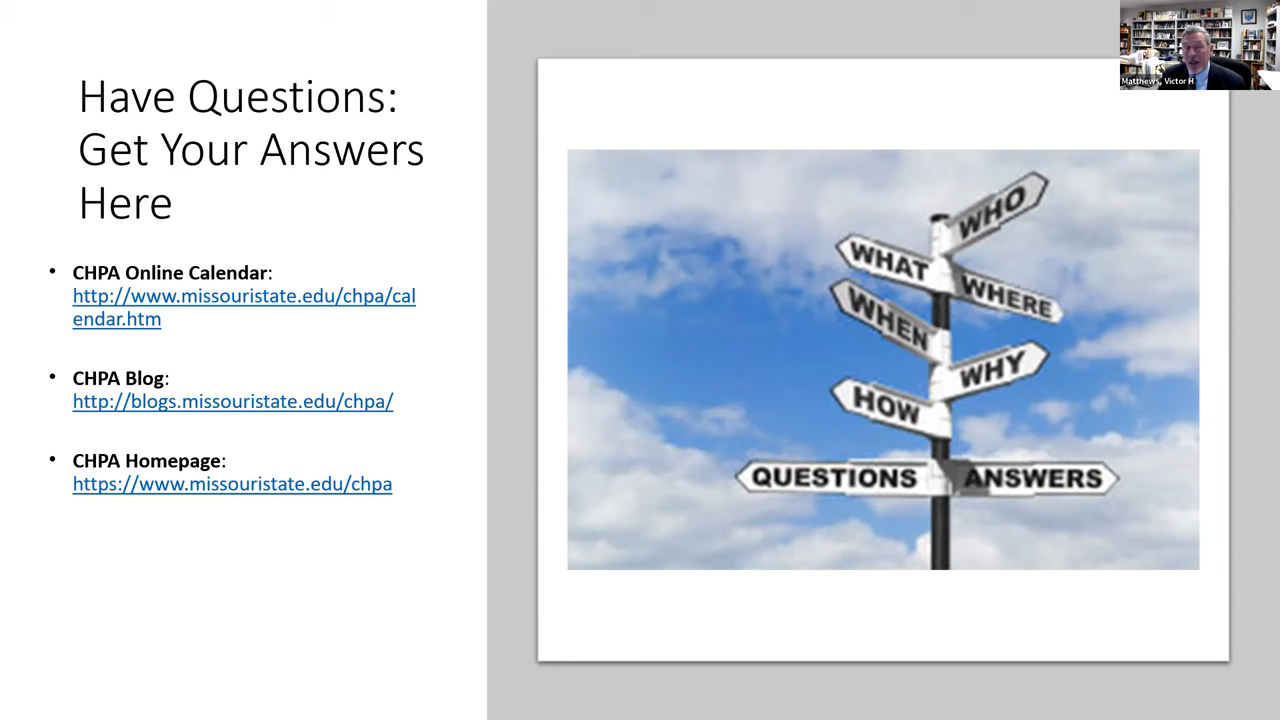 Have Questions:
Get Your Answers
Here
• CHPA Online Calendar:
http://www.missouristate.edu/chpa/cal
endar.htm
• CHPA Blog:
http://blogs.missouristate.edu/chpa/
• CHPA Homepage:
https://www.missouristate.edu/chpa
WHO
WHAT
WHERE
WHEN
WHY
HOW
QUESTIONS
ANSWERS
Matthews, Victor H